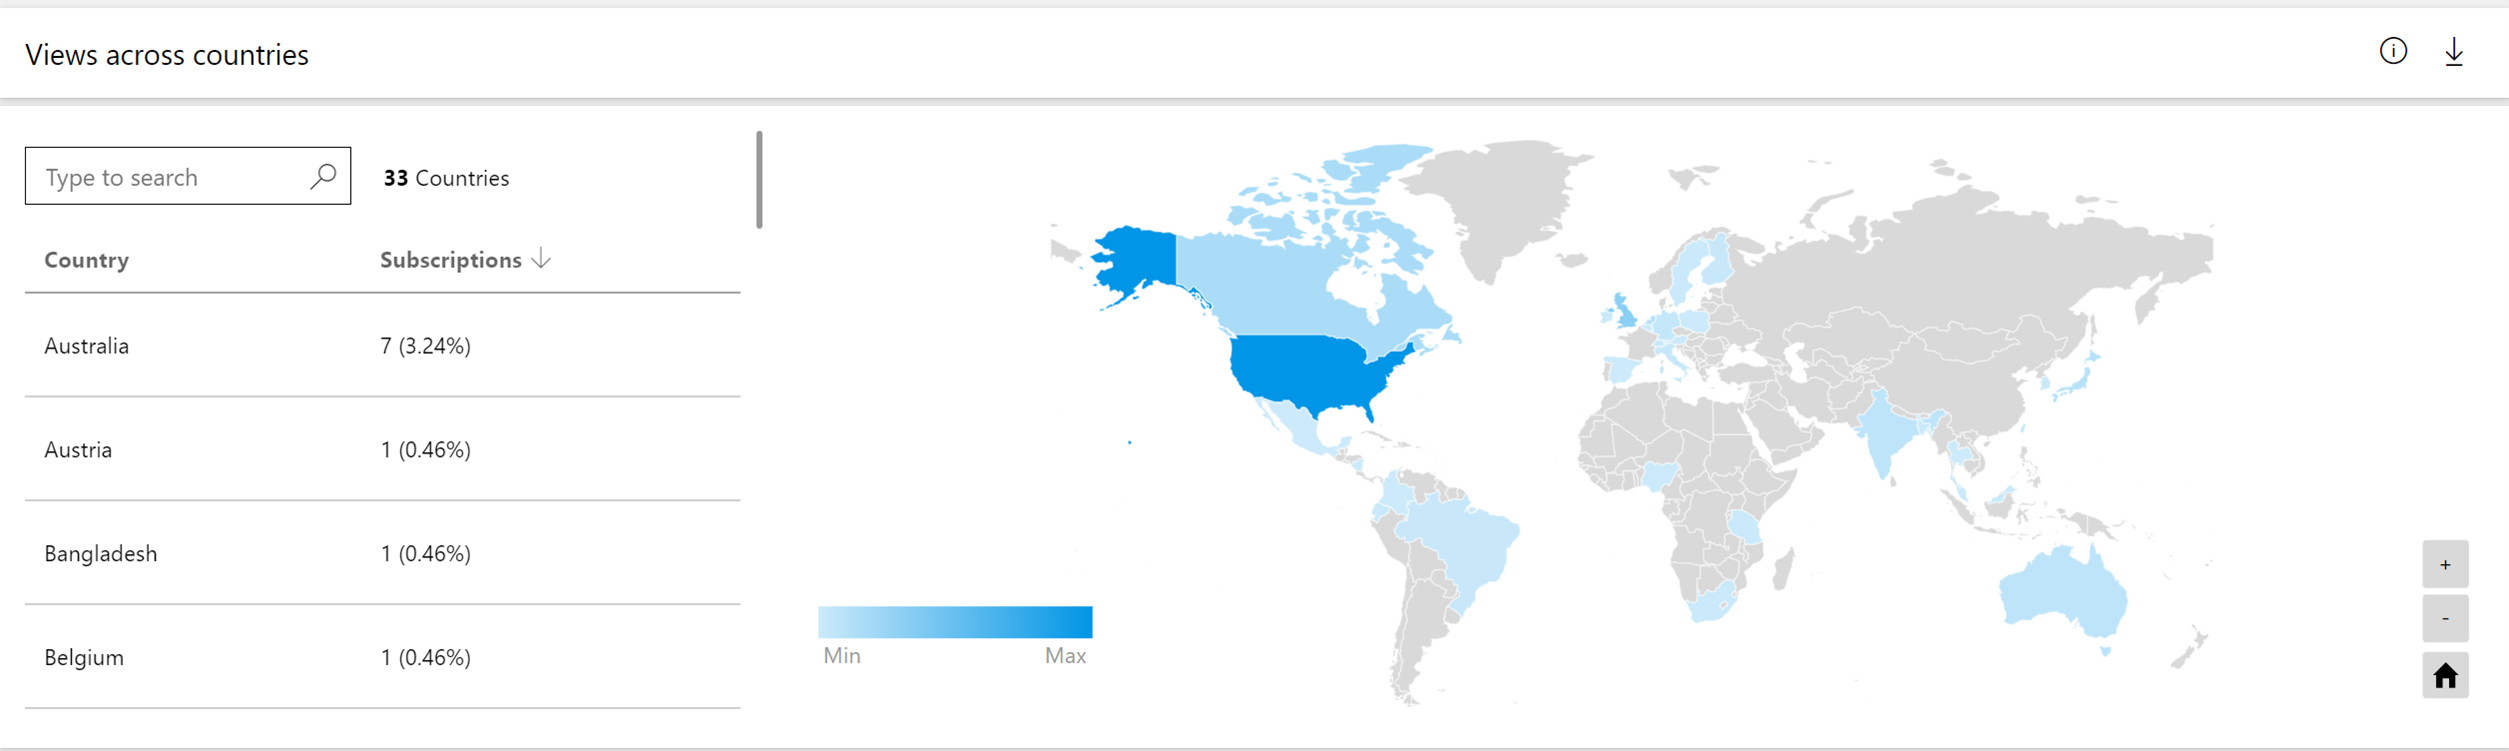 Views across countries
Type to search
33 Countries
Country Subscriptions
Australia 7 (3.24%)
Austria 1 (0.46%)
Bangladesh 1 (0.46%)
Belgium 1 (0.46%)
Min Max
+
-